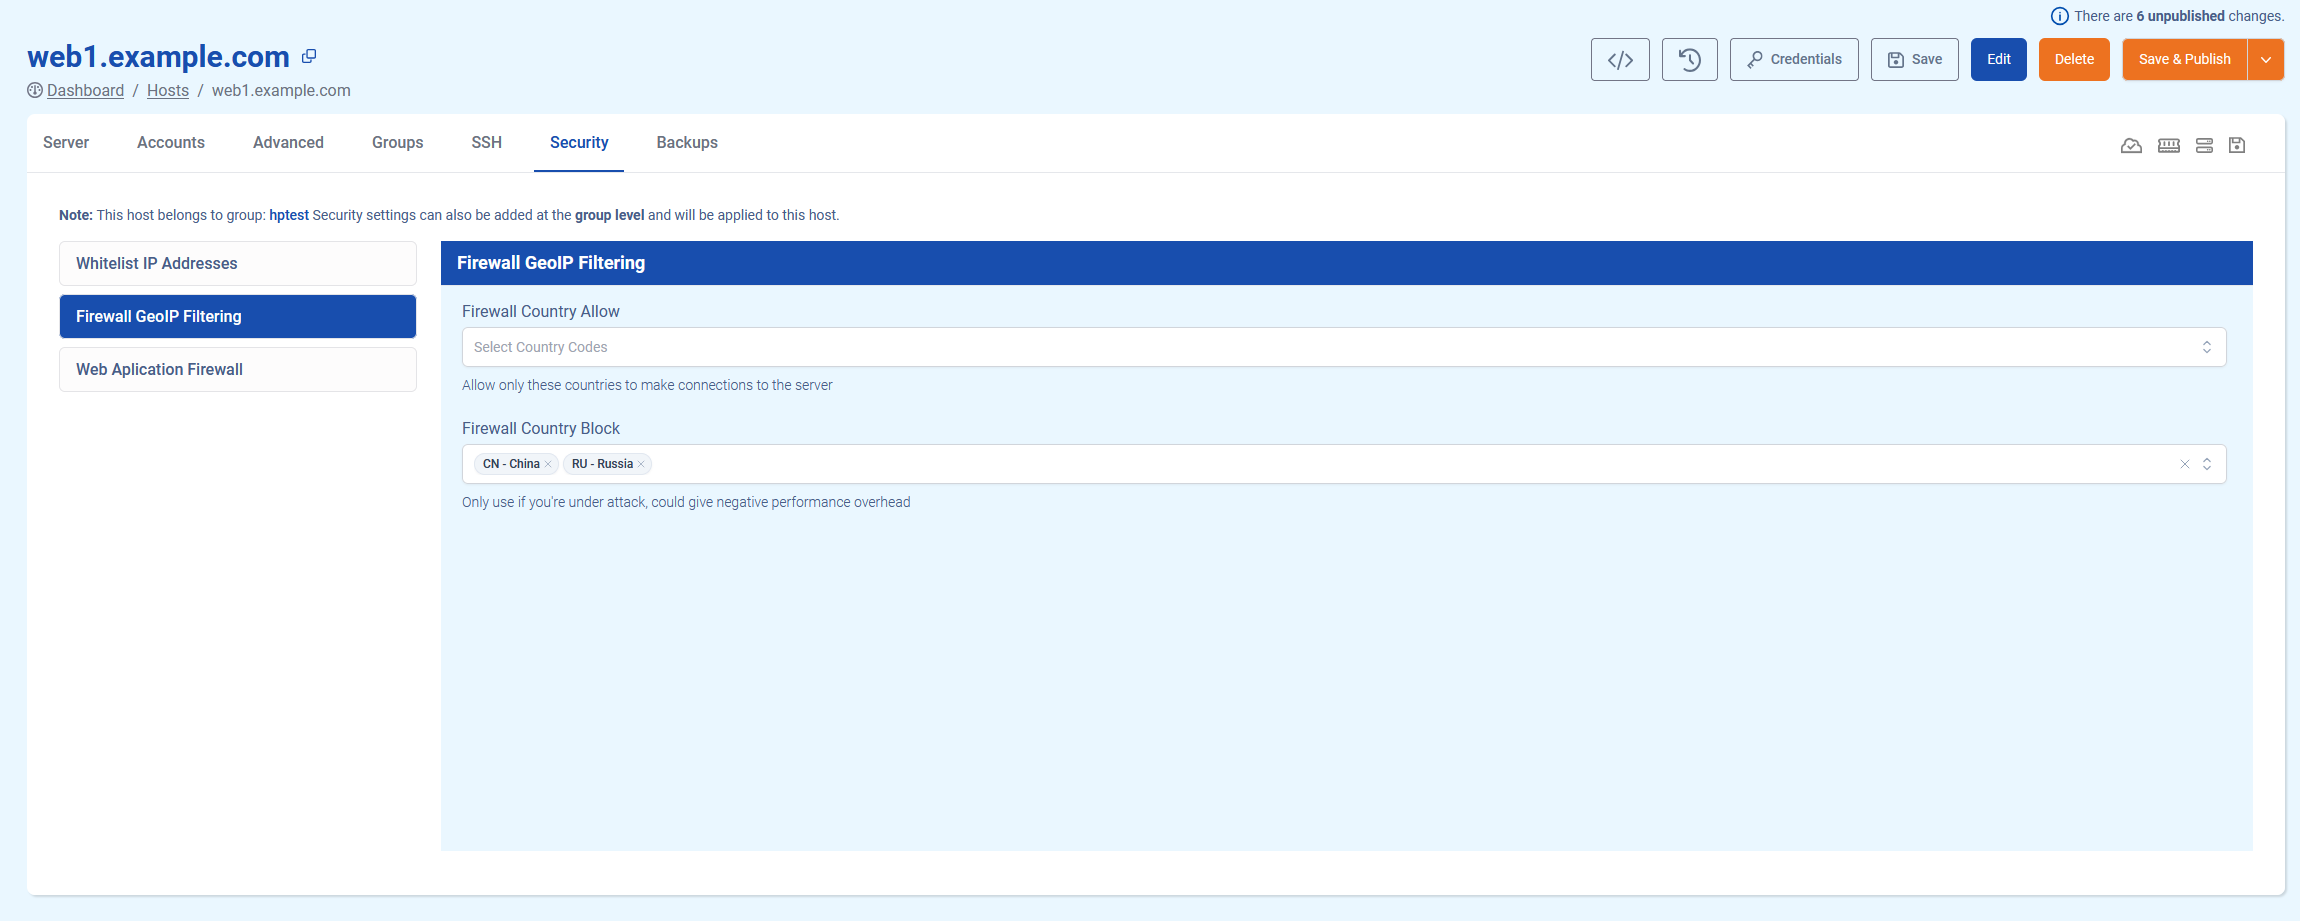 There are 6 unpublished changes.
web1.example.com
Credentials
Save
Edit
Delete
Save & Publish
Dashboard / Hosts / web1.example.com
Server
Accounts
Advanced
Groups
SSH
Security
Backups
Note: This host belongs to group: hptest Security settings can also be added at the group level and will be applied to this host.
Whitelist IP Addresses
Firewall GeoIP Filtering
Web Aplication Firewall
Firewall GeoIP Filtering
Firewall Country Allow
Select Country Codes
Allow only these countries to make connections to the server
Firewall Country Block
CN - China
RU - Russia
Only use if you're under attack, could give negative performance overhead